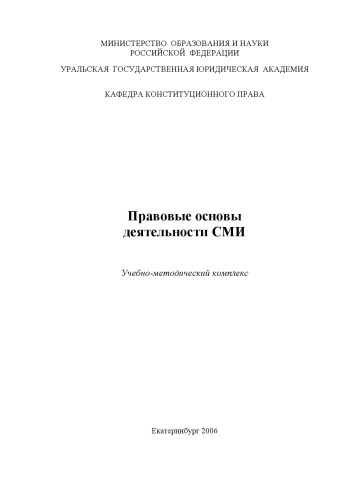 МИНИСТЕРСТВО ОБРАЗОВАНИЯ И НАУКИ
РОССИЙСКОЙ ФЕДЕРАЦИИ
УРАЛЬСКАЯ ГОСУДАРСТВЕННАЯ ЮРИДИЧЕСКАЯ АКАДЕМИЯ
КАФЕДРА КОНСТИТУЦИОННОГО ПРАВА
Правовые основы
деятельности СМИ
Учебно-методический комплекс
Екатеринбург 2006